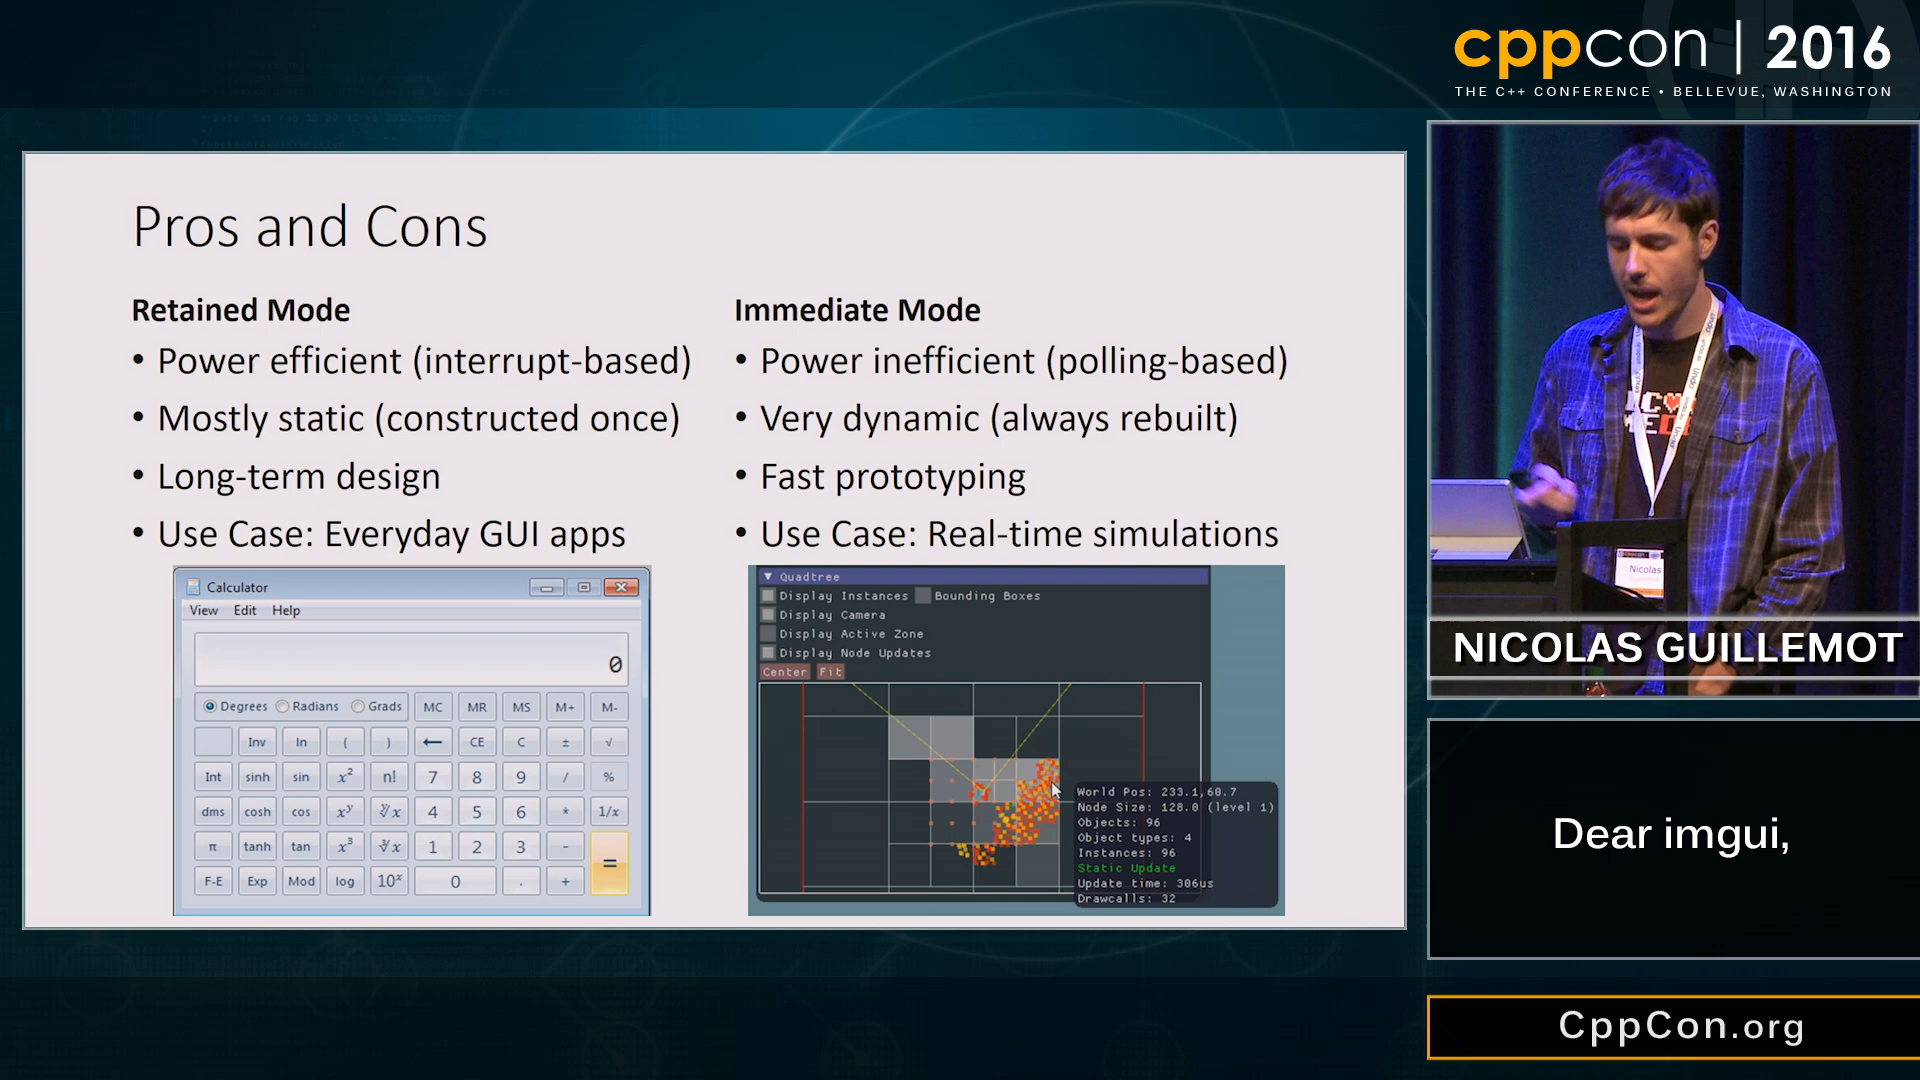 cppcon | 2016
THE C++ CONFERENCE • BELLEVUE, WASHINGTON
Pros and Cons
Retained Mode
• Power efficient (interrupt-based)
• Mostly static (constructed once)
• Long-term design
• Use Case: Everyday GUI apps
Immediate Mode
• Power inefficient (polling-based)
• Very dynamic (always rebuilt)
• Fast prototyping
• Use Case: Real-time simulations
Calculator
View Edit Help
0
Degrees Radians Grads MC MR MS M+ M-
Inv ln ( ) ← CE C ± √
Int sinh sin x² n! 7 8 9 / %
dms cosh cos xʸ ʸ√x 4 5 6 * 1/x
π tanh tan x³ ³√x 1 2 3 - =
F-E Exp Mod log 10ˣ 0 . +
▼ Quadtree
Display Instances Bounding Boxes
Display Camera
Display Active Zone
Display Node Updates
Center Fit
World Pos: 233.1,60.7
Node Size: 128.0 (level 1)
Objects: 96
Object types: 4
Instances: 96
Static Update
Update time: 306us
Drawcalls: 32
cppcon
Nicolas
NICOLAS GUILLEMOT
Dear imgui,
CppCon.org